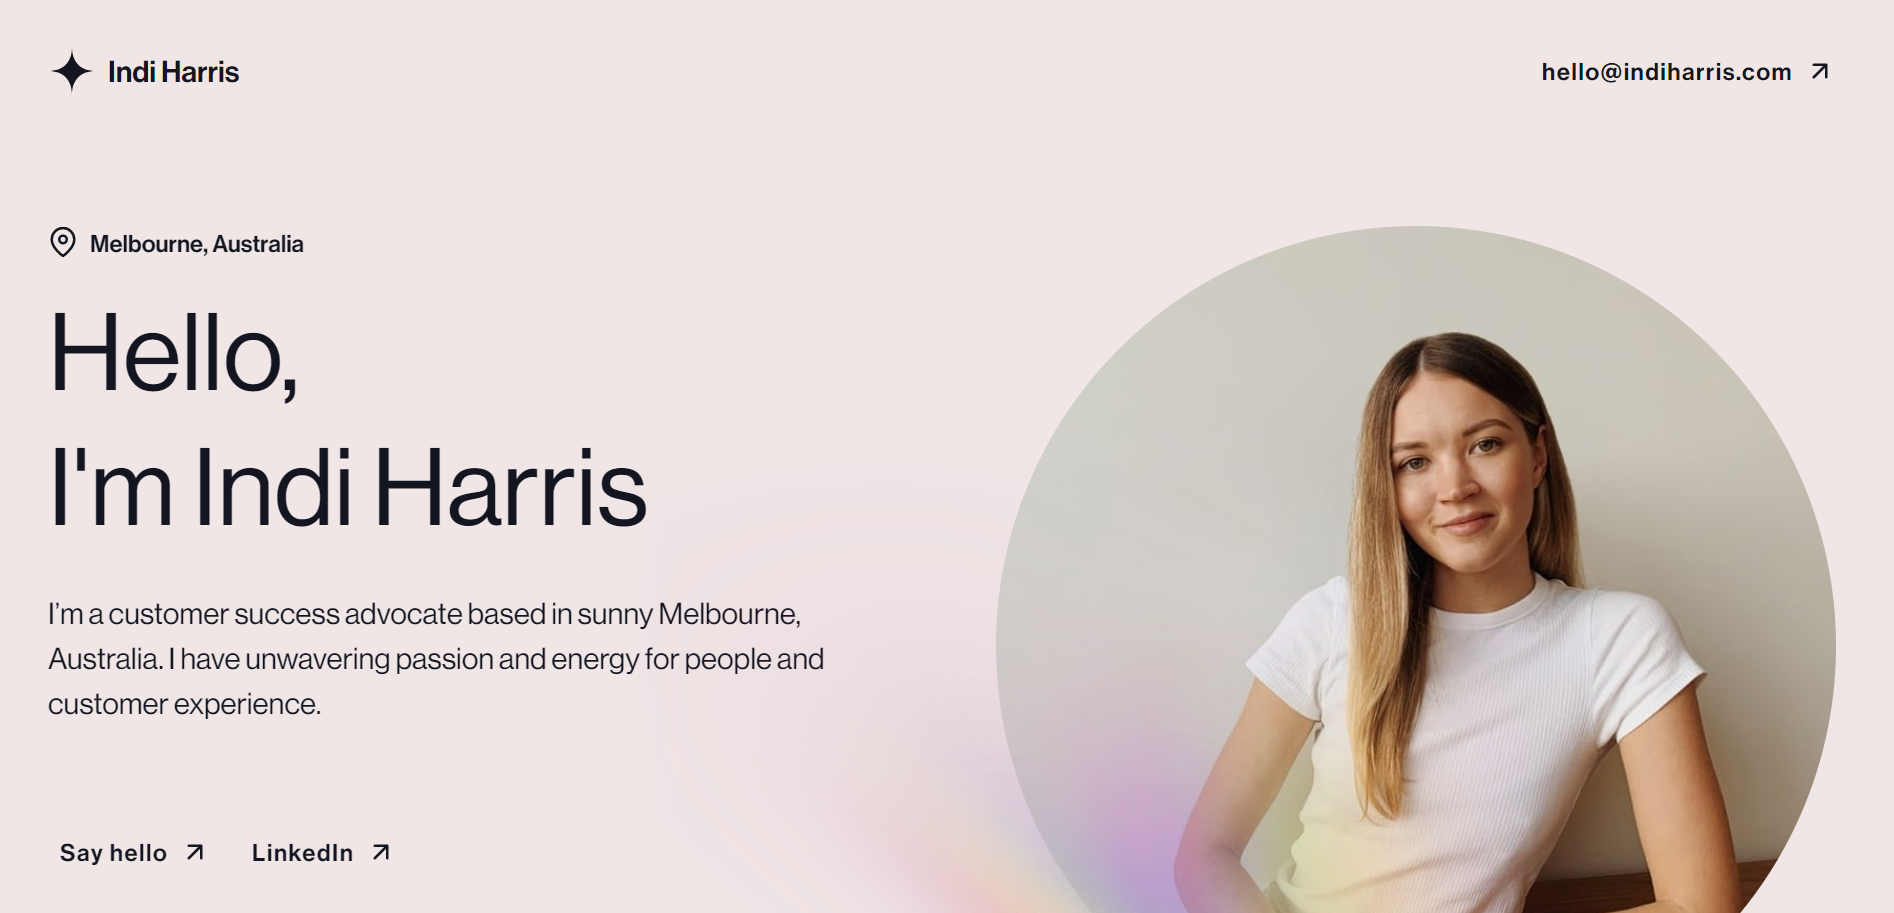 Indi Harris
hello@indiharris.com
Melbourne, Australia
Hello,
I'm Indi Harris
I’m a customer success advocate based in sunny Melbourne,
Australia. I have unwavering passion and energy for people and
customer experience.
Say hello
LinkedIn